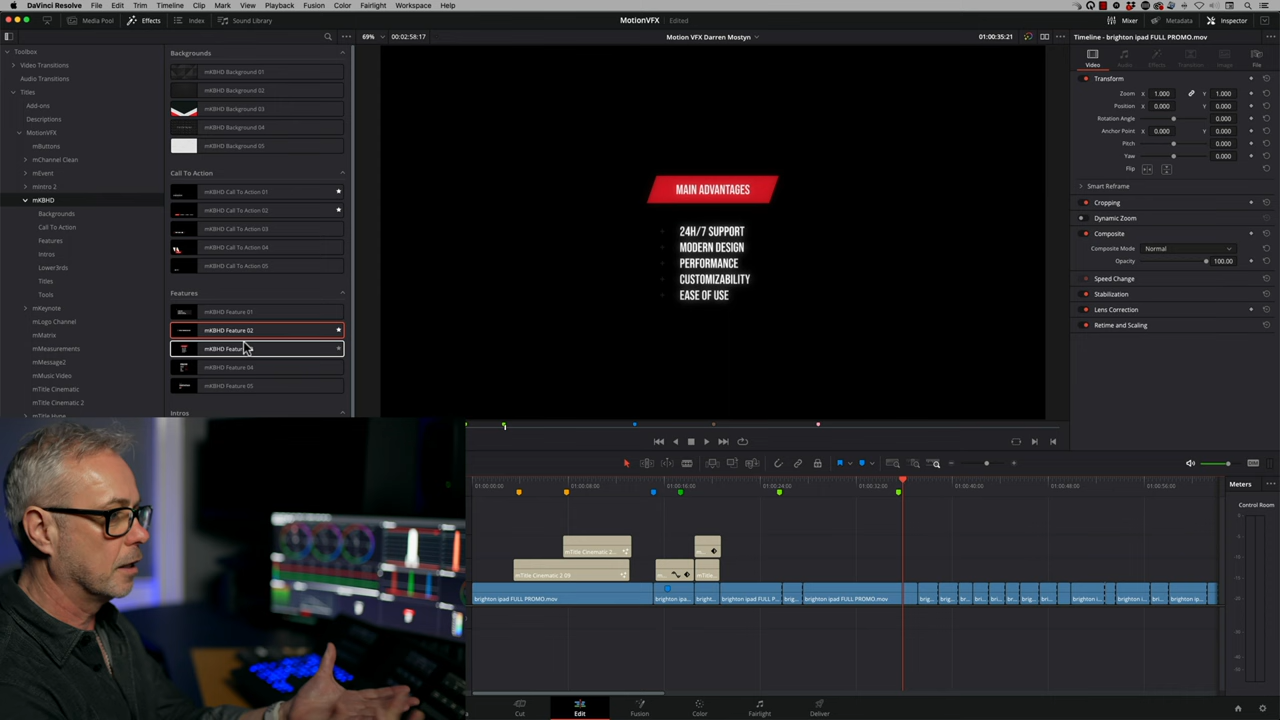 DaVinci Resolve File Edit Trim Timeline Clip Mark View Playback Fusion Color Fairlight Workspace Help
Media Pool Effects Index Sound Library MotionVFX Edited Mixer Metadata Inspector
69% 00:02:58:17 Motion VFX Darren Mostyn 01:00:35:21 Timeline - brighton ipad FULL PROMO.mov
Toolbox
Video Transitions
Audio Transitions
Titles
Add-ons
Descriptions
MotionVFX
mButtons
mChannel Clean
mEvent
mIntro 2
mKBHD
Backgrounds
Call To Action
Features
Intros
Lower3rds
Titles
Tools
mKeynote
mLogo Channel
mMatrix
mMeasurements
mMessage2
mMusic Video
mTitle Cinematic
mTitle Cinematic 2
mTitle Hype
Backgrounds
mKBHD Background 01
mKBHD Background 02
mKBHD Background 03
mKBHD Background 04
mKBHD Background 05
Call To Action
mKBHD Call To Action 01
mKBHD Call To Action 02
mKBHD Call To Action 03
mKBHD Call To Action 04
mKBHD Call To Action 05
Features
mKBHD Feature 01
mKBHD Feature 02
mKBHD Feature
mKBHD Feature 04
mKBHD Feature 05
Intros
MAIN ADVANTAGES
24H/7 SUPPORT
MODERN DESIGN
PERFORMANCE
CUSTOMIZABILITY
EASE OF USE
Video Audio Effects Transition Image File
Transform
Zoom X 1.000 Y 1.000
Position X 0.000 Y 0.000
Rotation Angle 0.000
Anchor Point X 0.000 Y 0.000
Pitch 0.000
Yaw 0.000
Flip
Smart Reframe
Cropping
Dynamic Zoom
Composite
Composite Mode Normal
Opacity 100.00
Speed Change
Stabilization
Lens Correction
Retime and Scaling
DIM
01:00:00:00 01:00:08:00 01:00:16:00 01:00:24:00 01:00:32:00 01:00:40:00 01:00:48:00 01:00:56:00
Meters
Control Room
mTitle Cinematic 2... m.
mTitle Cinematic 2 09 m.. mTitle..
brighton ipad FULL PROMO.mov brighton ipa... bright... brighton ipad FULL P... brig... brighton ipad FULL PROMO.mov brig... brig... bri... bri... bri... br... bri... brig... brighton i... brighton i... bri... brighton ip...
Cut Edit Fusion Color Fairlight Deliver